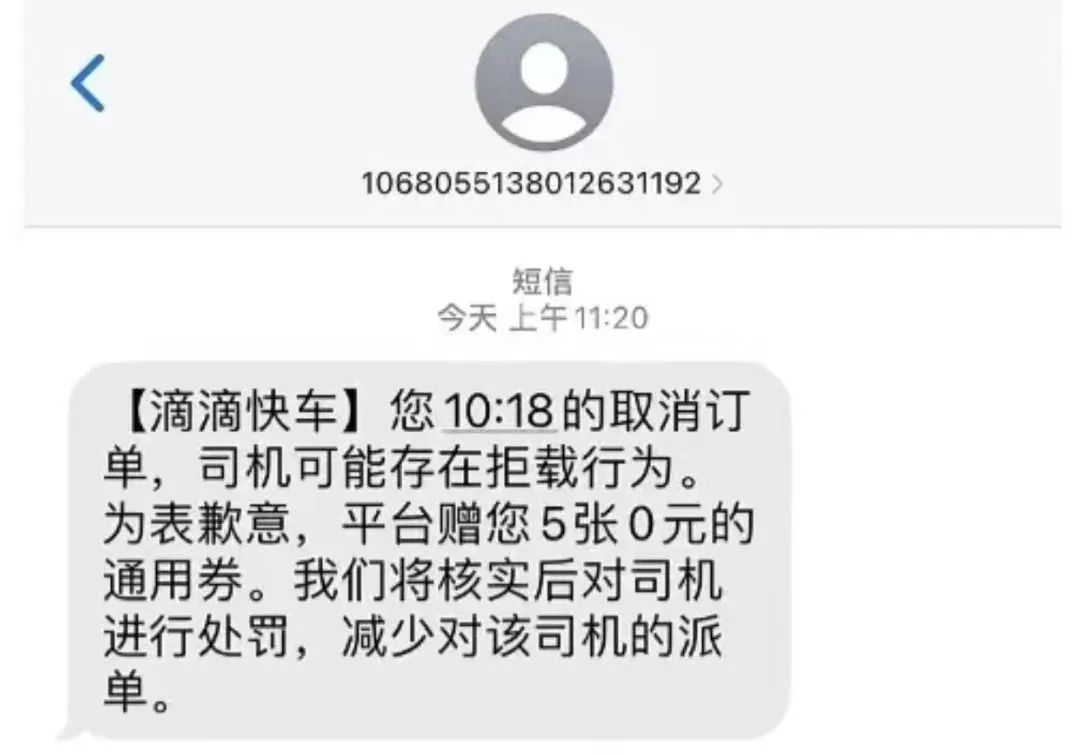 1068055138012631192
短信
今天 上午 11:20
【滴滴快车】您10:18的取消订
单，司机可能存在拒载行为。
为表歉意，平台赠您5张0元的
通用券。我们将核实后对司机
进行处罚，减少对该司机的派
单。